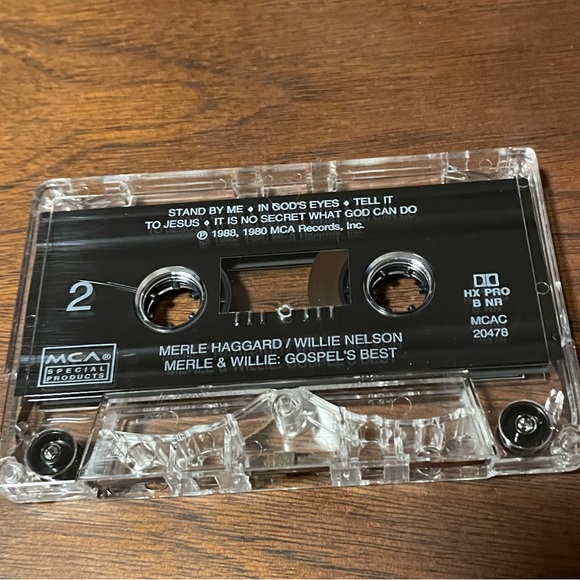 STAND BY ME ♦ IN GOD'S EYES ♦ TELL IT
TO JESUS ♦ IT IS NO SECRET WHAT GOD CAN DO
℗ 1988, 1980 MCA Records, Inc.
2
HX PRO
B NR
MCAC
20478
MERLE HAGGARD / WILLIE NELSON
MERLE & WILLIE: GOSPEL'S BEST
MCA®
SPECIAL
PRODUCTS